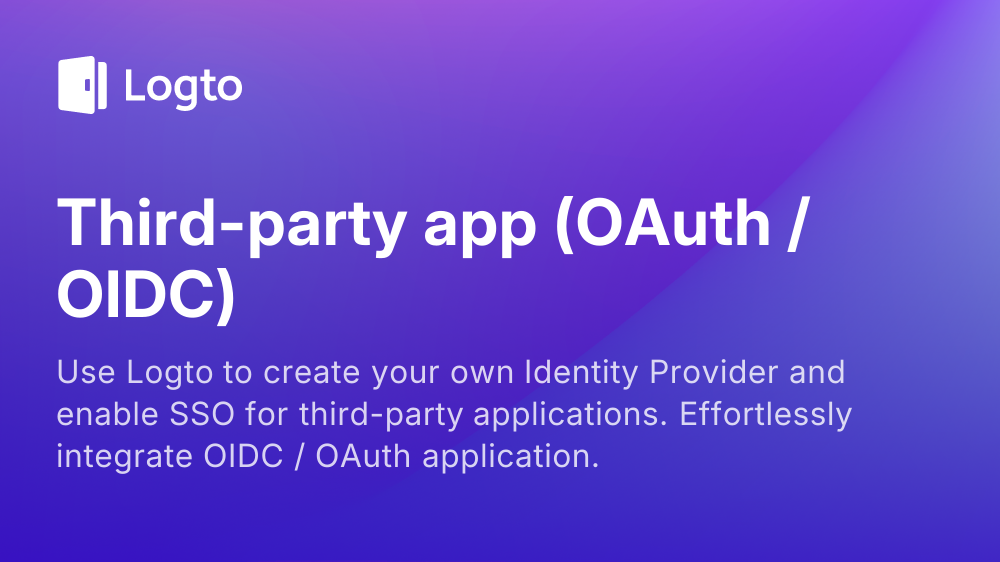 Logto
Third-party app (OAuth /
OIDC)
Use Logto to create your own Identity Provider and
enable SSO for third-party applications. Effortlessly
integrate OIDC / OAuth application.